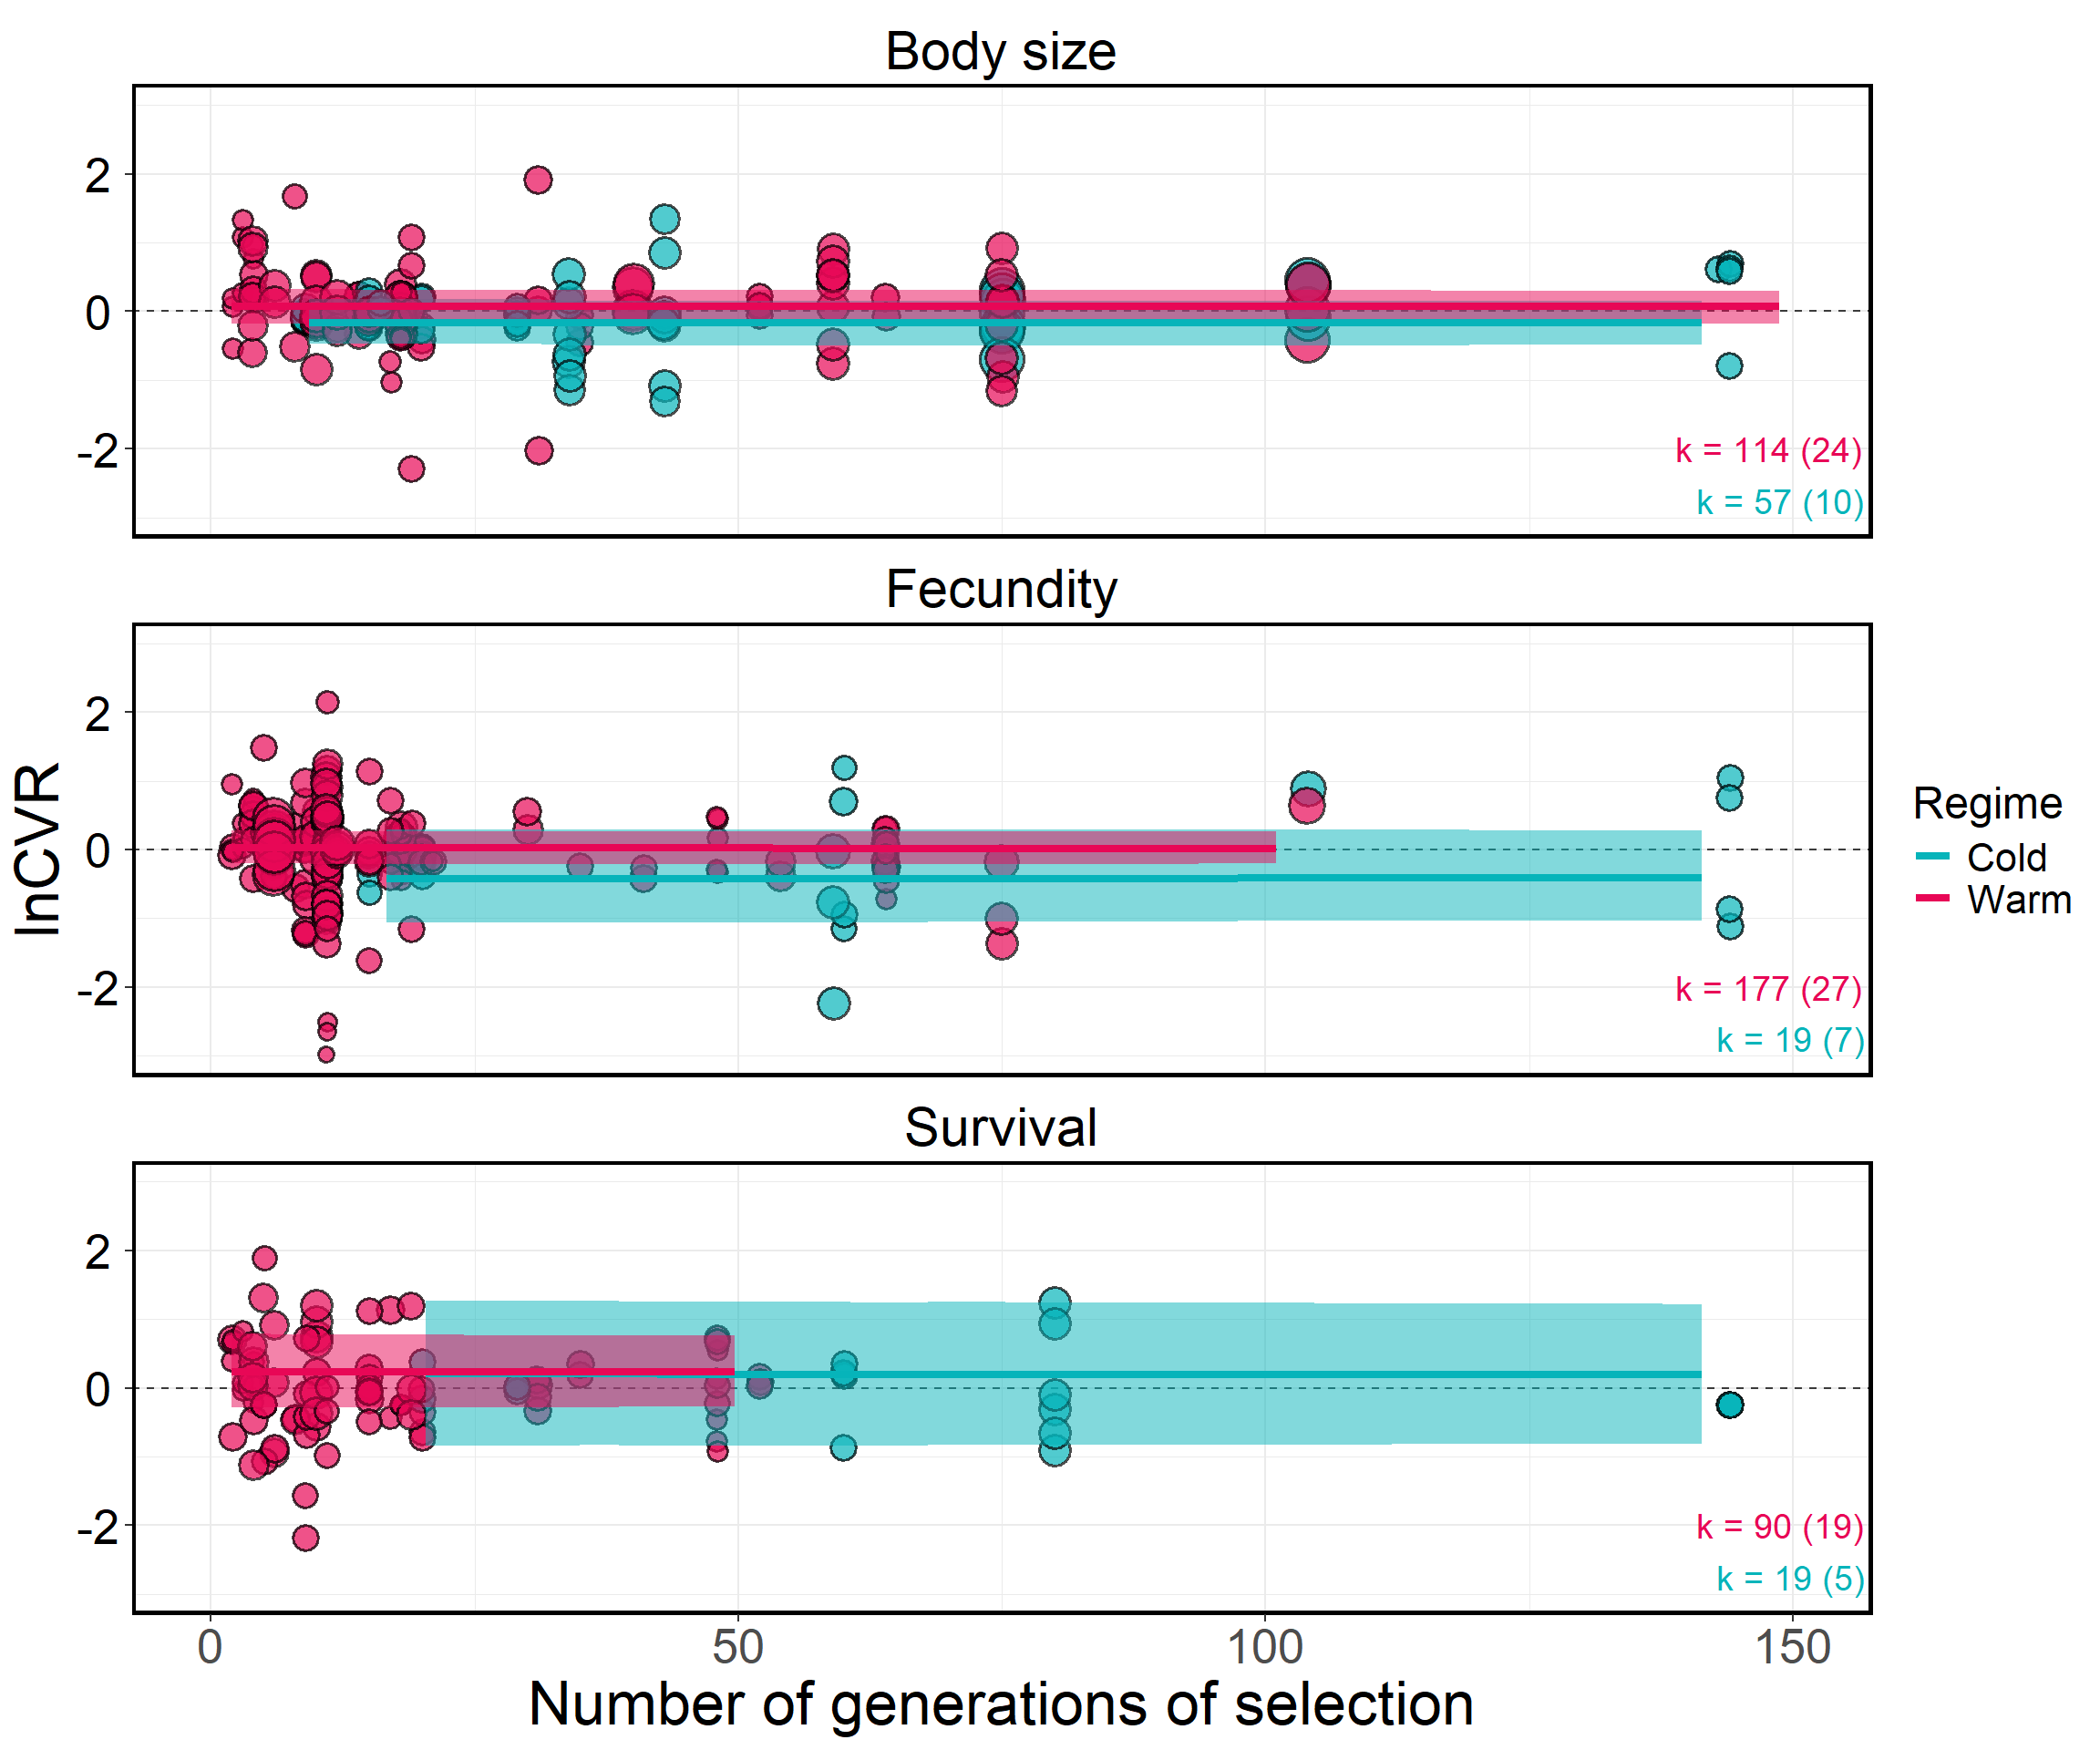 Body size
2
0
-2
k = 114 (24)
k = 57 (10)
Fecundity
2
0
-2
k = 177 (27)
k = 19 (7)
lnCVR
Regime
Cold
Warm
Survival
2
0
-2
k = 90 (19)
k = 19 (5)
0 50 100 150
Number of generations of selection